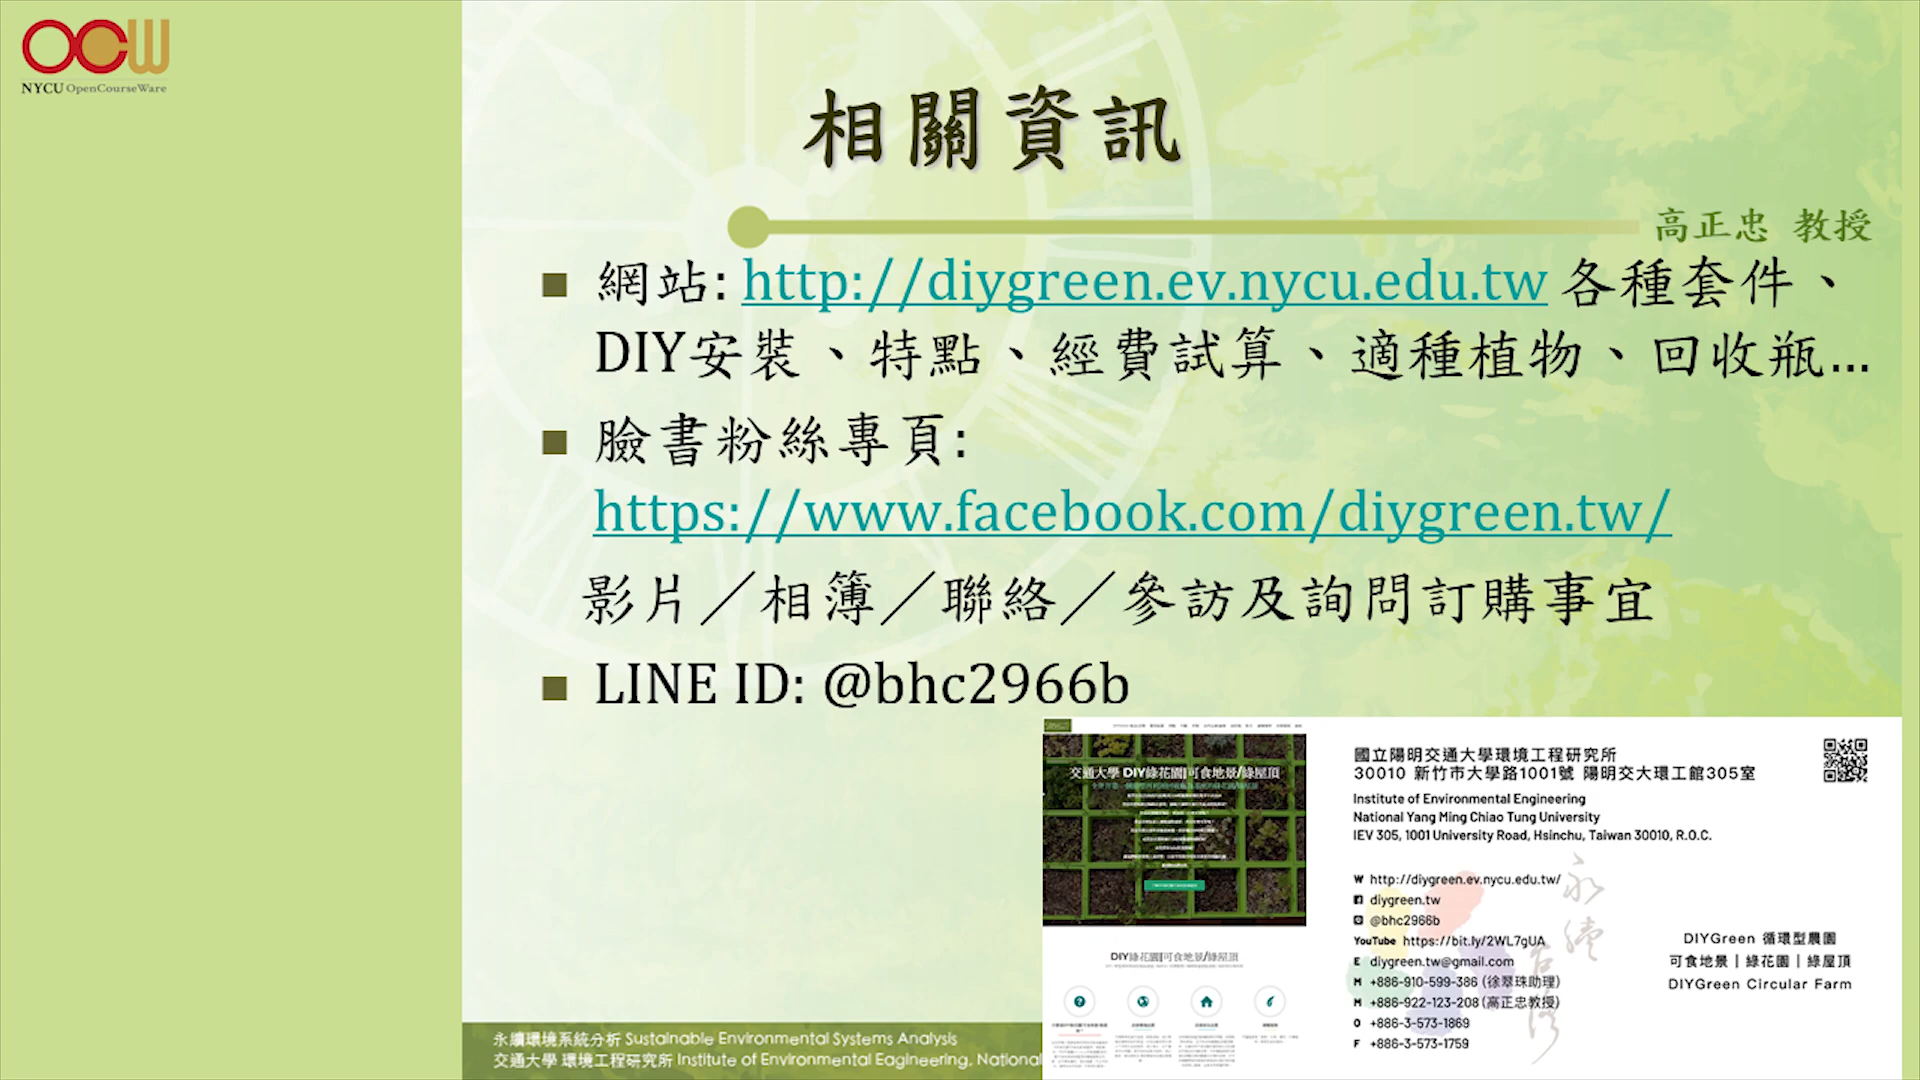 OCW
NYCU OpenCourseWare
相關資訊
高正忠 教授
網站: http://diygreen.ev.nycu.edu.tw 各種套件、
DIY安裝、特點、經費試算、適種植物、回收瓶...
臉書粉絲專頁:
https://www.facebook.com/diygreen.tw/
影片／相簿／聯絡／參訪及詢問訂購事宜
LINE ID: @bhc2966b
交通大學 DIY綠花園|可食地景/綠屋頂
DIY綠花園|可食地景/綠屋頂
國立陽明交通大學環境工程研究所
30010 新竹市大學路1001號 陽明交大環工館305室
Institute of Environmental Engineering
National Yang Ming Chiao Tung University
IEV 305, 1001 University Road, Hsinchu, Taiwan 30010, R.O.C.
W http://diygreen.ev.nycu.edu.tw/
diygreen.tw
@bhc2966b
YouTube https://bit.ly/2WL7gUA
E diygreen.tw@gmail.com
M +886-910-599-386 (徐翠珠助理)
M +886-922-123-208 (高正忠教授)
O +886-3-573-1869
F +886-3-573-1759
永續台灣
DIYGreen 循環型農園
可食地景 | 綠花園 | 綠屋頂
DIYGreen Circular Farm
永續環境系統分析 Sustainable Environmental Systems Analysis
交通大學 環境工程研究所 Institute of Environmental Eagineering, National